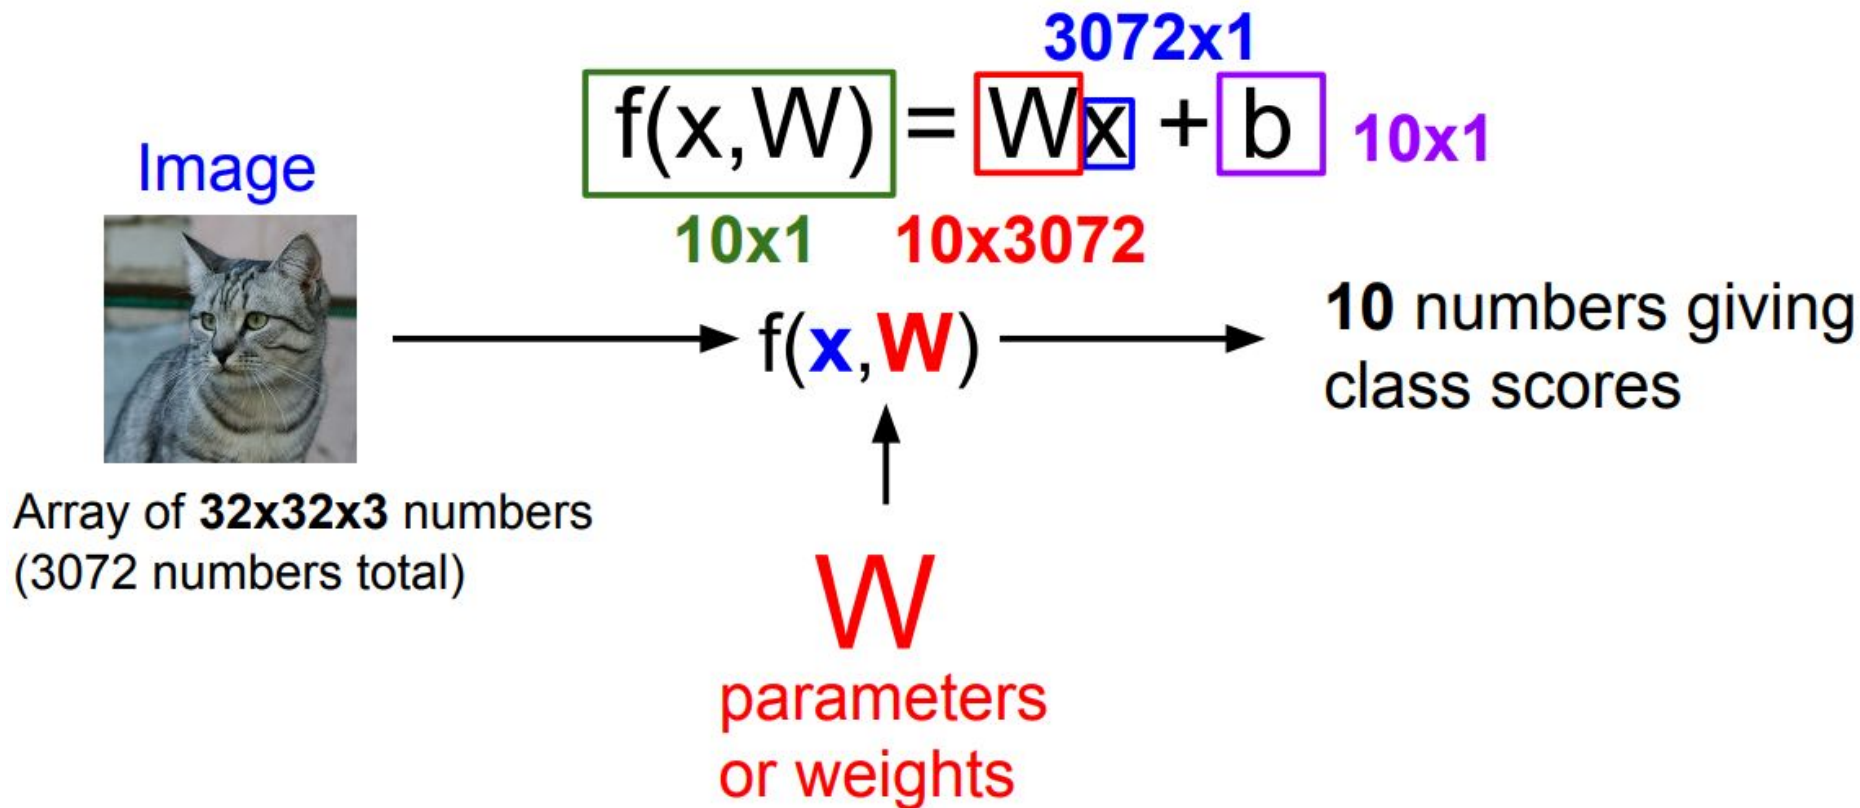 3072x1
f(x,W) = Wx + b 10x1
10x1 10x3072
Image
f(x,W)
10 numbers giving
class scores
Array of 32x32x3 numbers
(3072 numbers total)
W
parameters
or weights